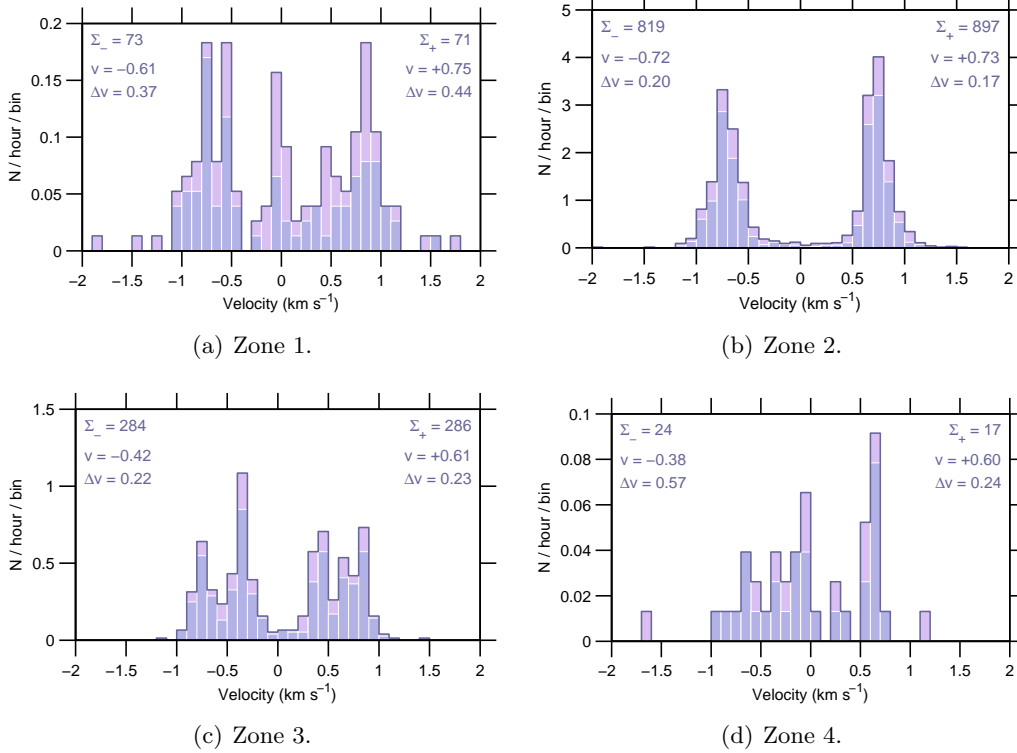 0.2
0.15
0.1
0.05
0
N / hour / bin
Σ₋ = 73
v = −0.61
Δv = 0.37
Σ₊ = 71
v = +0.75
Δv = 0.44
−2 −1.5 −1 −0.5 0 0.5 1 1.5 2
Velocity (km s⁻¹)
(a) Zone 1.
5
4
3
2
1
0
N / hour / bin
Σ₋ = 819
v = −0.72
Δv = 0.20
Σ₊ = 897
v = +0.73
Δv = 0.17
−2 −1.5 −1 −0.5 0 0.5 1 1.5 2
Velocity (km s⁻¹)
(b) Zone 2.
1.5
1
0.5
0
N / hour / bin
Σ₋ = 284
v = −0.42
Δv = 0.22
Σ₊ = 286
v = +0.61
Δv = 0.23
−2 −1.5 −1 −0.5 0 0.5 1 1.5 2
Velocity (km s⁻¹)
(c) Zone 3.
0.1
0.08
0.06
0.04
0.02
0
N / hour / bin
Σ₋ = 24
v = −0.38
Δv = 0.57
Σ₊ = 17
v = +0.60
Δv = 0.24
−2 −1.5 −1 −0.5 0 0.5 1 1.5 2
Velocity (km s⁻¹)
(d) Zone 4.